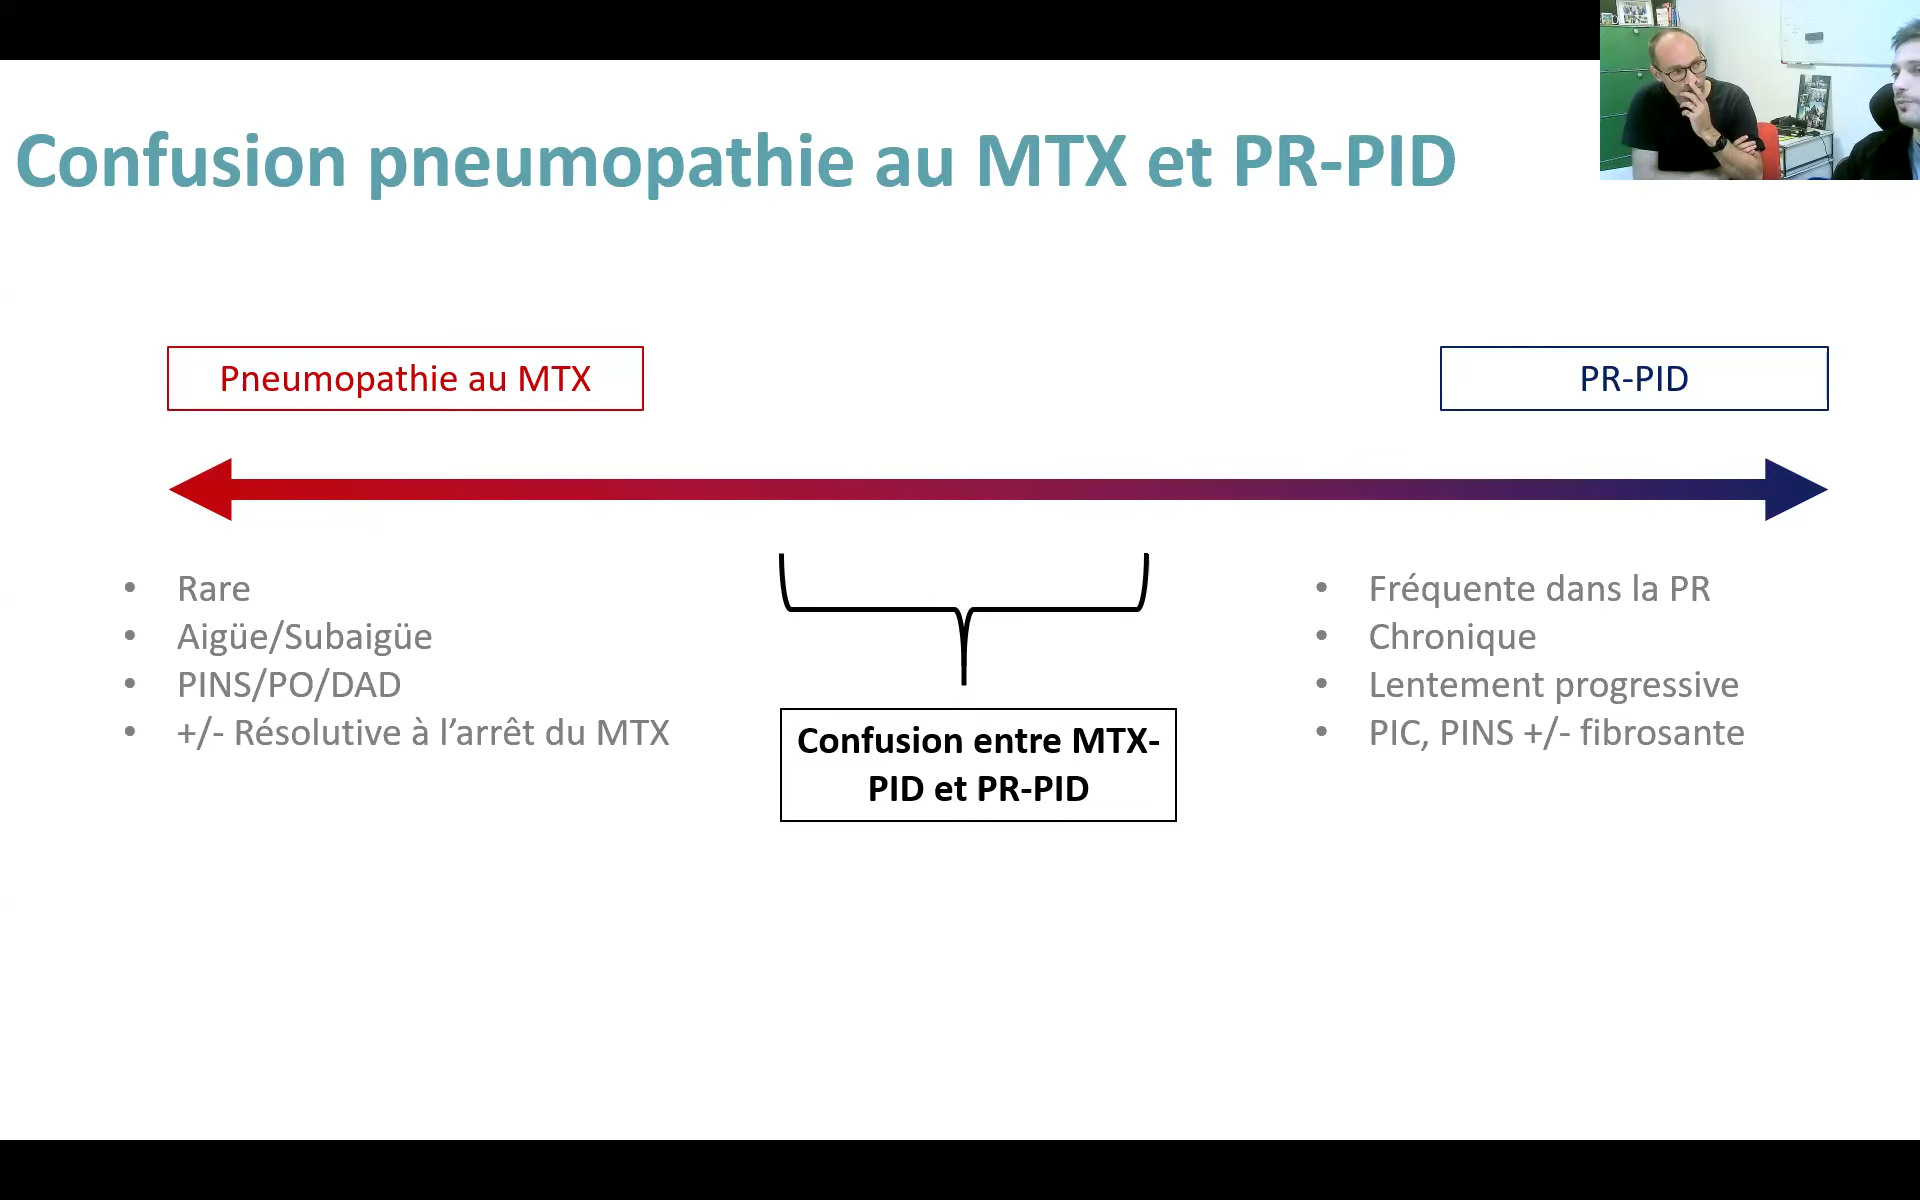 Confusion pneumopathie au MTX et PR-PID
Pneumopathie au MTX
PR-PID
• Rare
• Aigüe/Subaigüe
• PINS/PO/DAD
• +/- Résolutive à l’arrêt du MTX
Confusion entre MTX-
PID et PR-PID
• Fréquente dans la PR
• Chronique
• Lentement progressive
• PIC, PINS +/- fibrosante